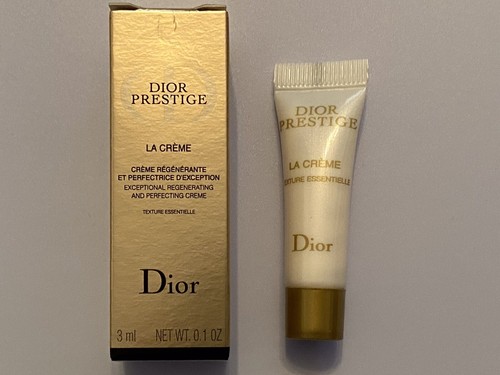 DIOR
PRESTIGE
LA CRÈME
CRÈME RÉGÉNÉRANTE
ET PERFECTRICE D'EXCEPTION
EXCEPTIONAL REGENERATING
AND PERFECTING CREME
TEXTURE ESSENTIELLE
Dior
3 ml NET WT. 0.1 OZ
DIOR
PRESTIGE
LA CRÈME
TEXTURE ESSENTIELLE
Dior